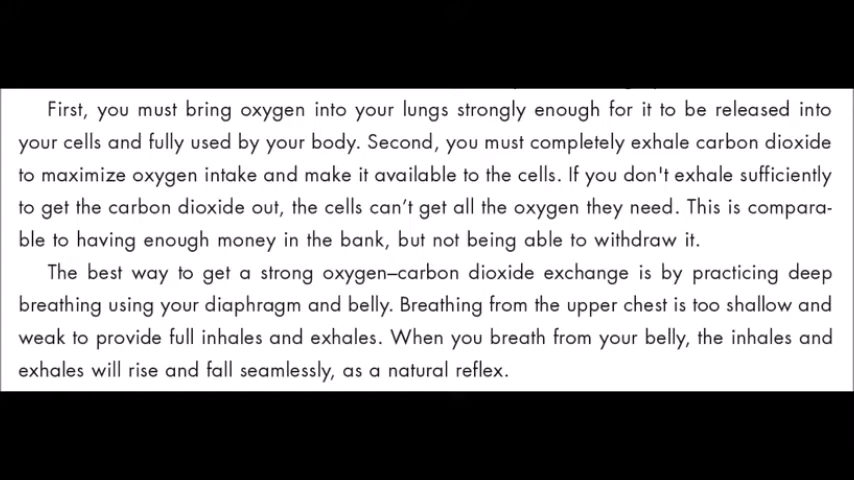 First, you must bring oxygen into your lungs strongly enough for it to be released into
your cells and fully used by your body. Second, you must completely exhale carbon dioxide
to maximize oxygen intake and make it available to the cells. If you don't exhale sufficiently
to get the carbon dioxide out, the cells can’t get all the oxygen they need. This is compara-
ble to having enough money in the bank, but not being able to withdraw it.
The best way to get a strong oxygen–carbon dioxide exchange is by practicing deep
breathing using your diaphragm and belly. Breathing from the upper chest is too shallow and
weak to provide full inhales and exhales. When you breath from your belly, the inhales and
exhales will rise and fall seamlessly, as a natural reflex.